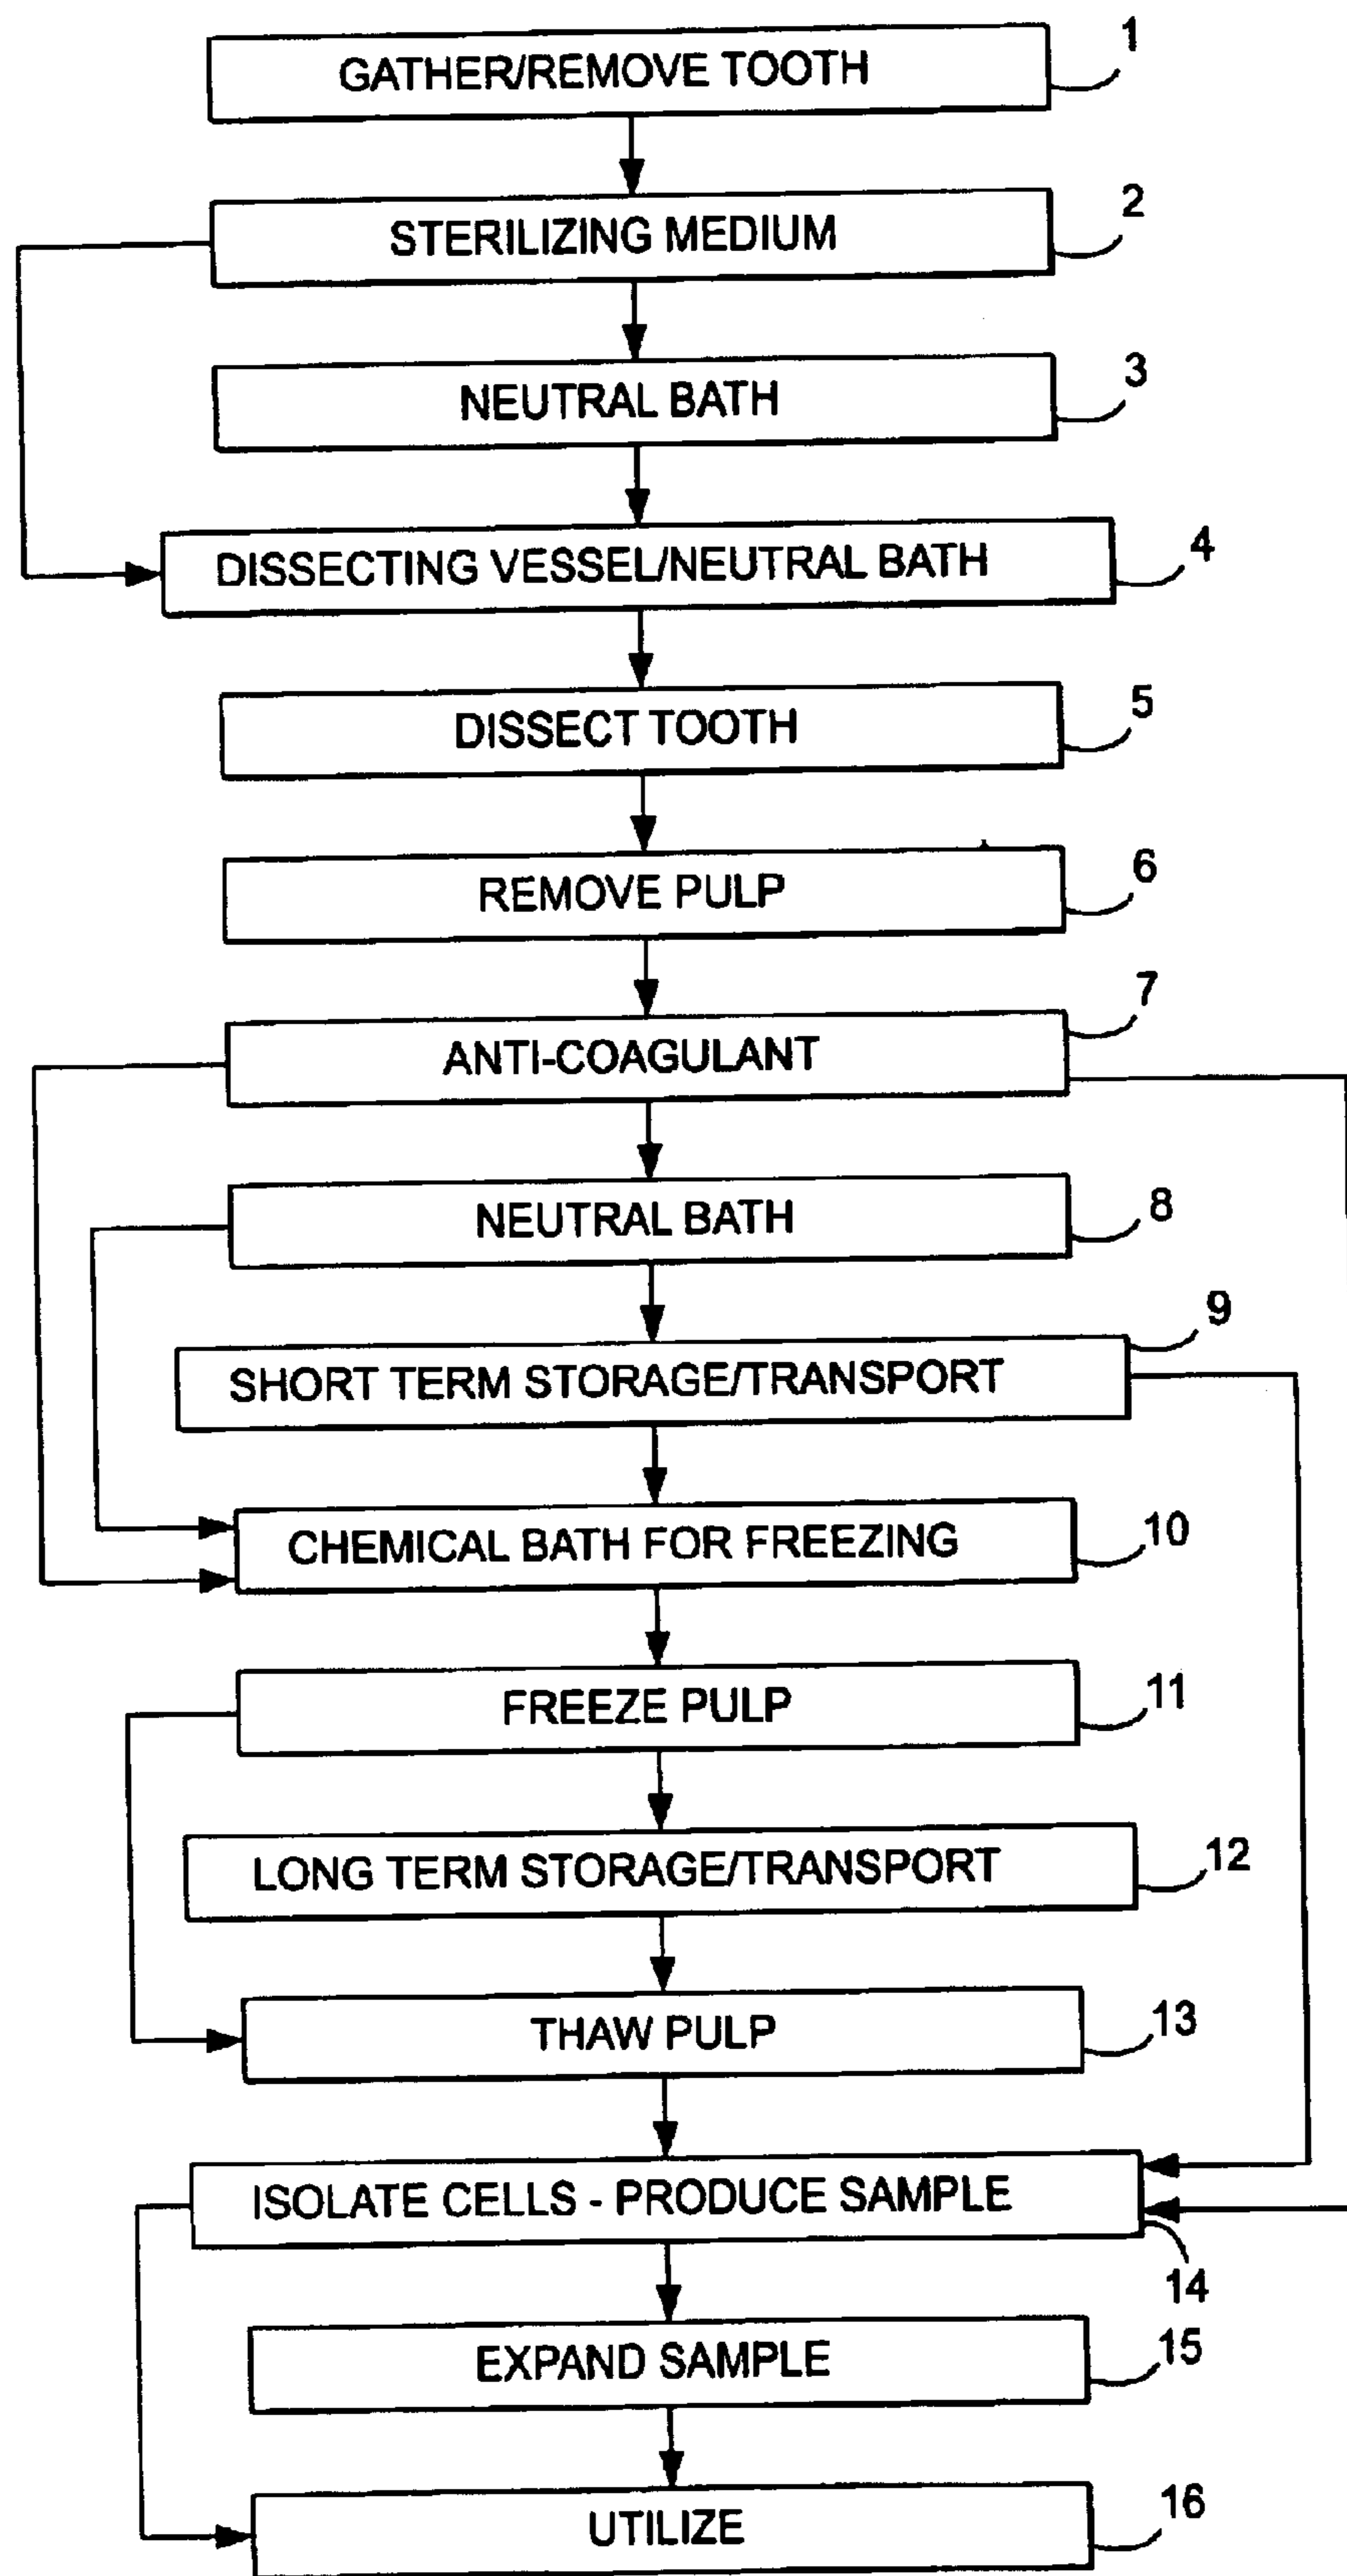 GATHER/REMOVE TOOTH
1
STERILIZING MEDIUM
2
NEUTRAL BATH
3
DISSECTING VESSEL/NEUTRAL BATH
4
DISSECT TOOTH
5
REMOVE PULP
6
ANTI-COAGULANT
7
NEUTRAL BATH
8
SHORT TERM STORAGE/TRANSPORT
9
CHEMICAL BATH FOR FREEZING
10
FREEZE PULP
11
LONG TERM STORAGE/TRANSPORT
12
THAW PULP
13
ISOLATE CELLS - PRODUCE SAMPLE
14
EXPAND SAMPLE
15
UTILIZE
16